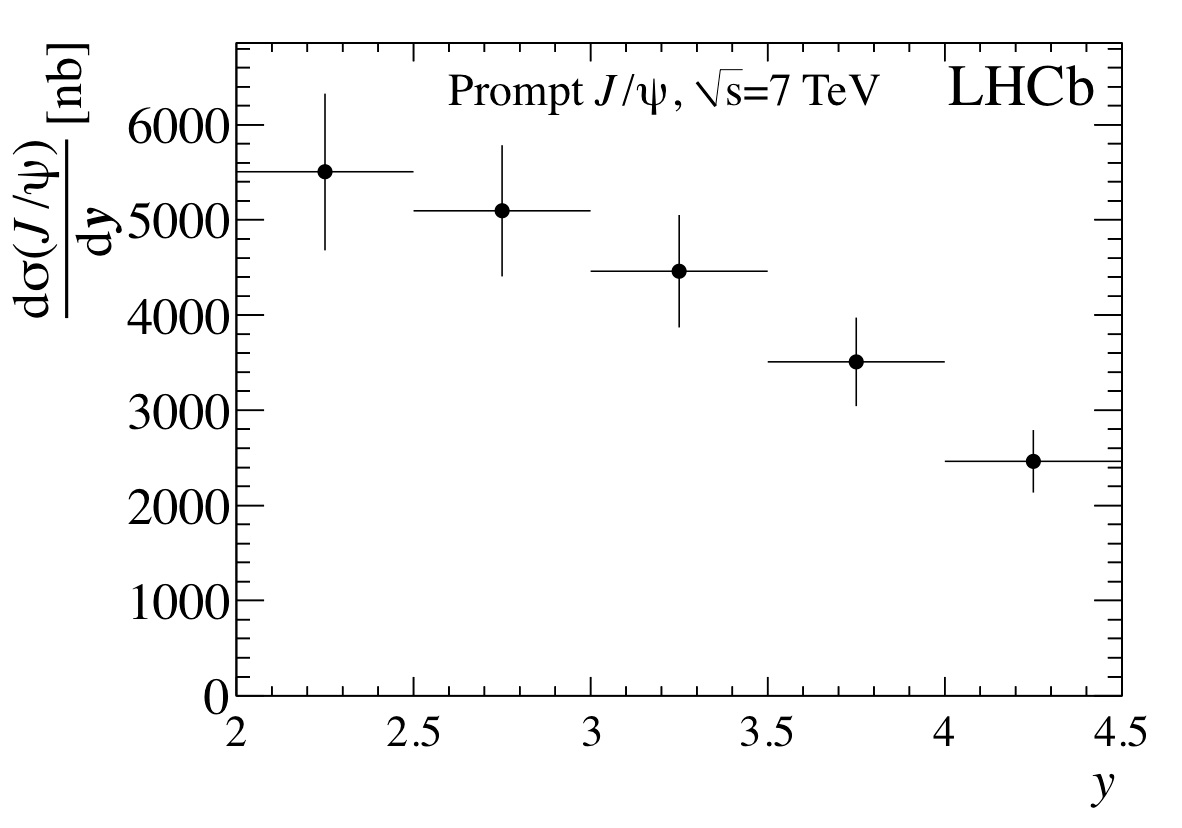 dσ(J/ψ)
dy
[nb]
Prompt J/ψ, √s=7 TeV
LHCb
6000
5000
4000
3000
2000
1000
0
2 2.5 3 3.5 4 4.5
y